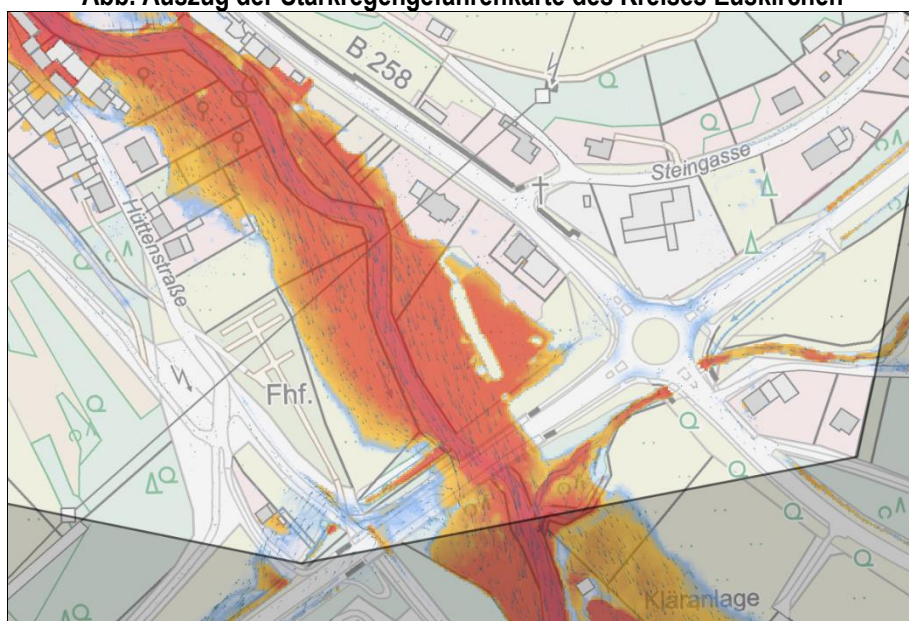 Abb. Auszug der Starkregengefahrenkarte des Kreises Euskirchen
B 258
Steingasse
Hüttenstraße
Fhf.
Kläranlage